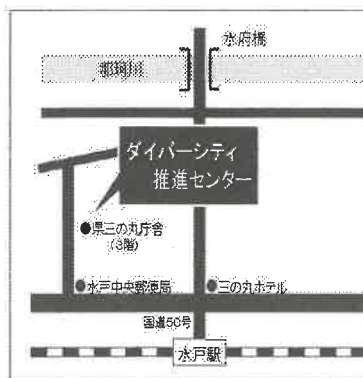 水府橋
那珂川
ダイバーシティ
推進センター
●県三の丸庁舎
(3階)
●水戸中央郵便局
●三の丸ホテル
国道50号
水戸駅